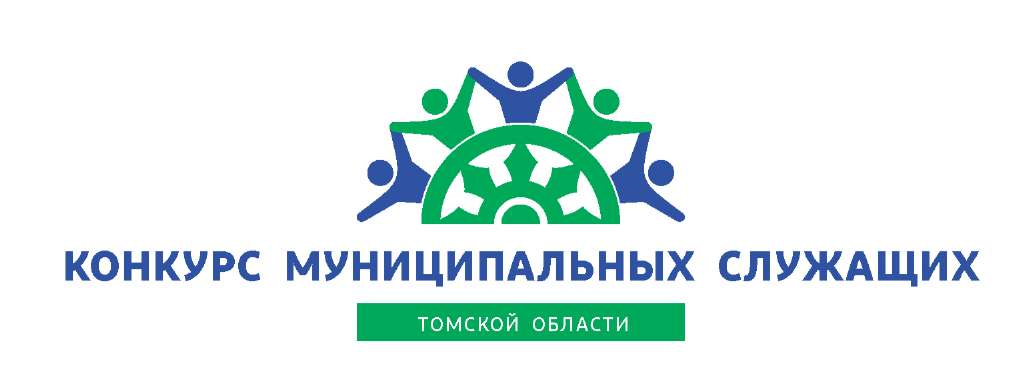 КОНКУРС МУНИЦИПАЛЬНЫХ СЛУЖАЩИХ
ТОМСКОЙ ОБЛАСТИ